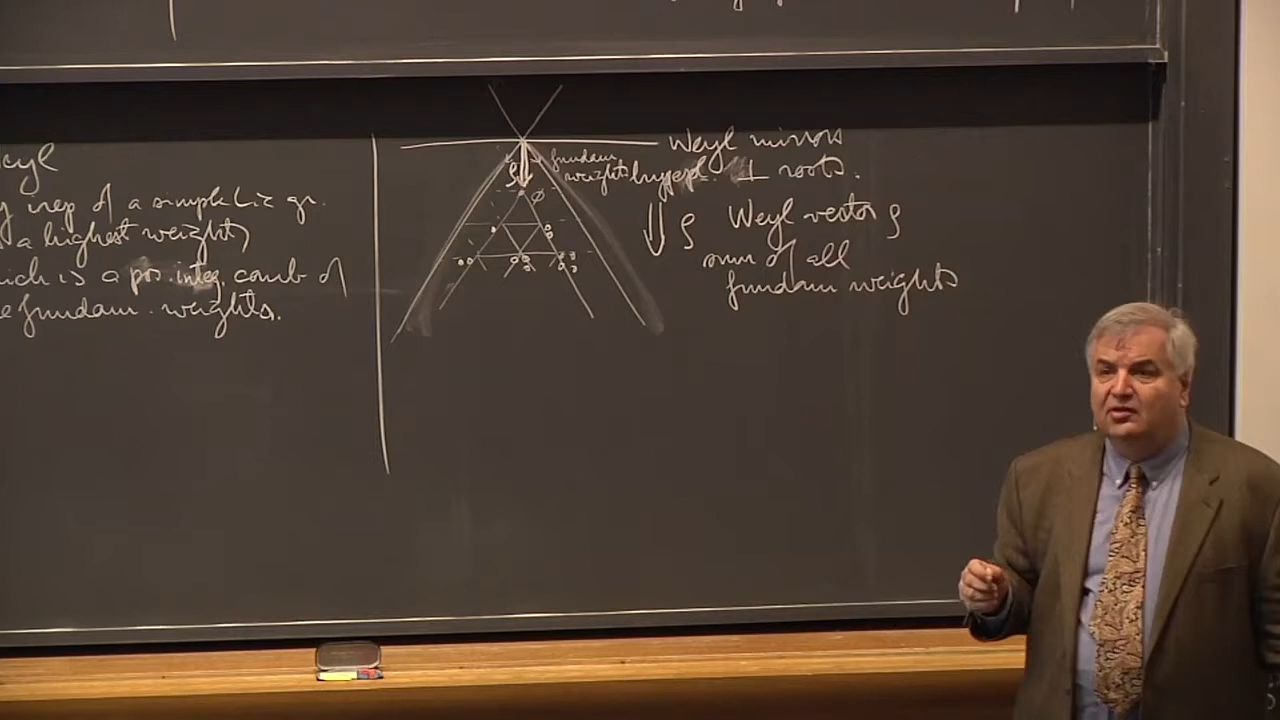 eyl
irrep of a simple Lie gr.
a highest weight,
ich is a pos. integ. comb of
e fundam. weights.
fundam
weights
ρ
φ
Weyl mirrors
hyperpl. ⊥ roots.
⇓ ρ Weyl vector ρ
sum of all
fundam weights